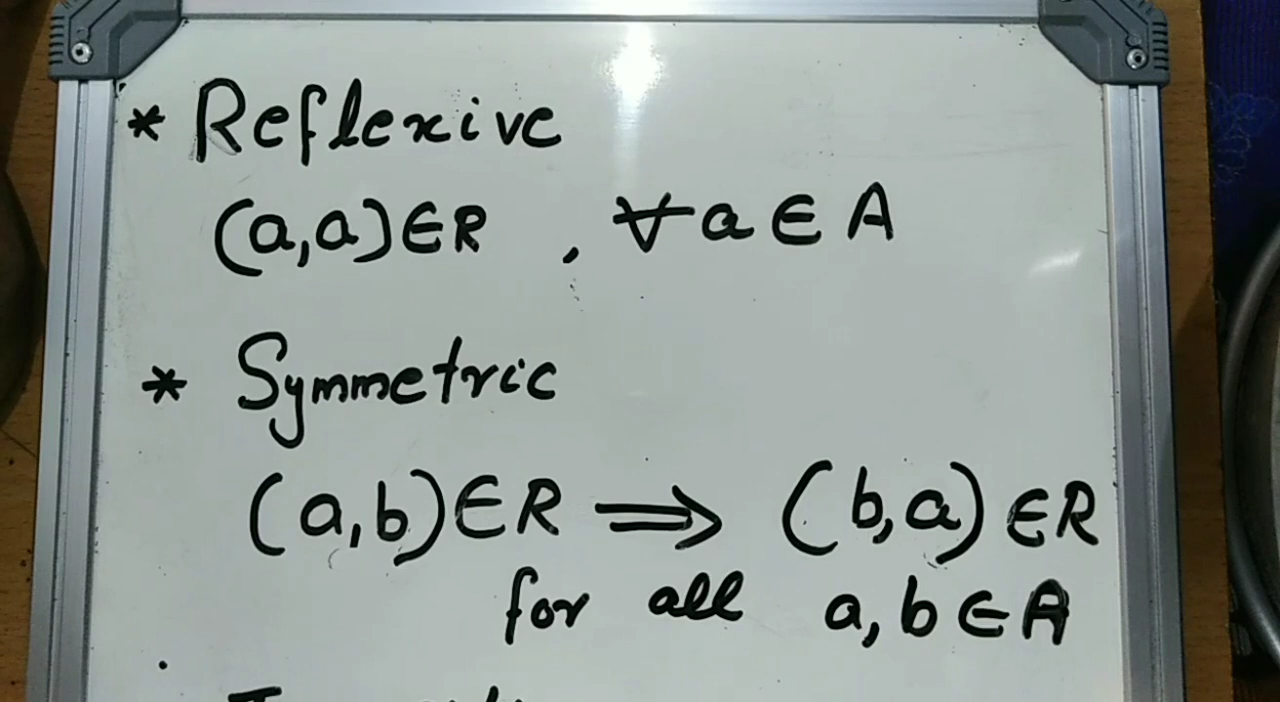 * Reflexive
(a,a)∈R , ∀a∈A
* Symmetric
(a,b)∈R ⟹ (b,a)∈R
for all a,b∈A